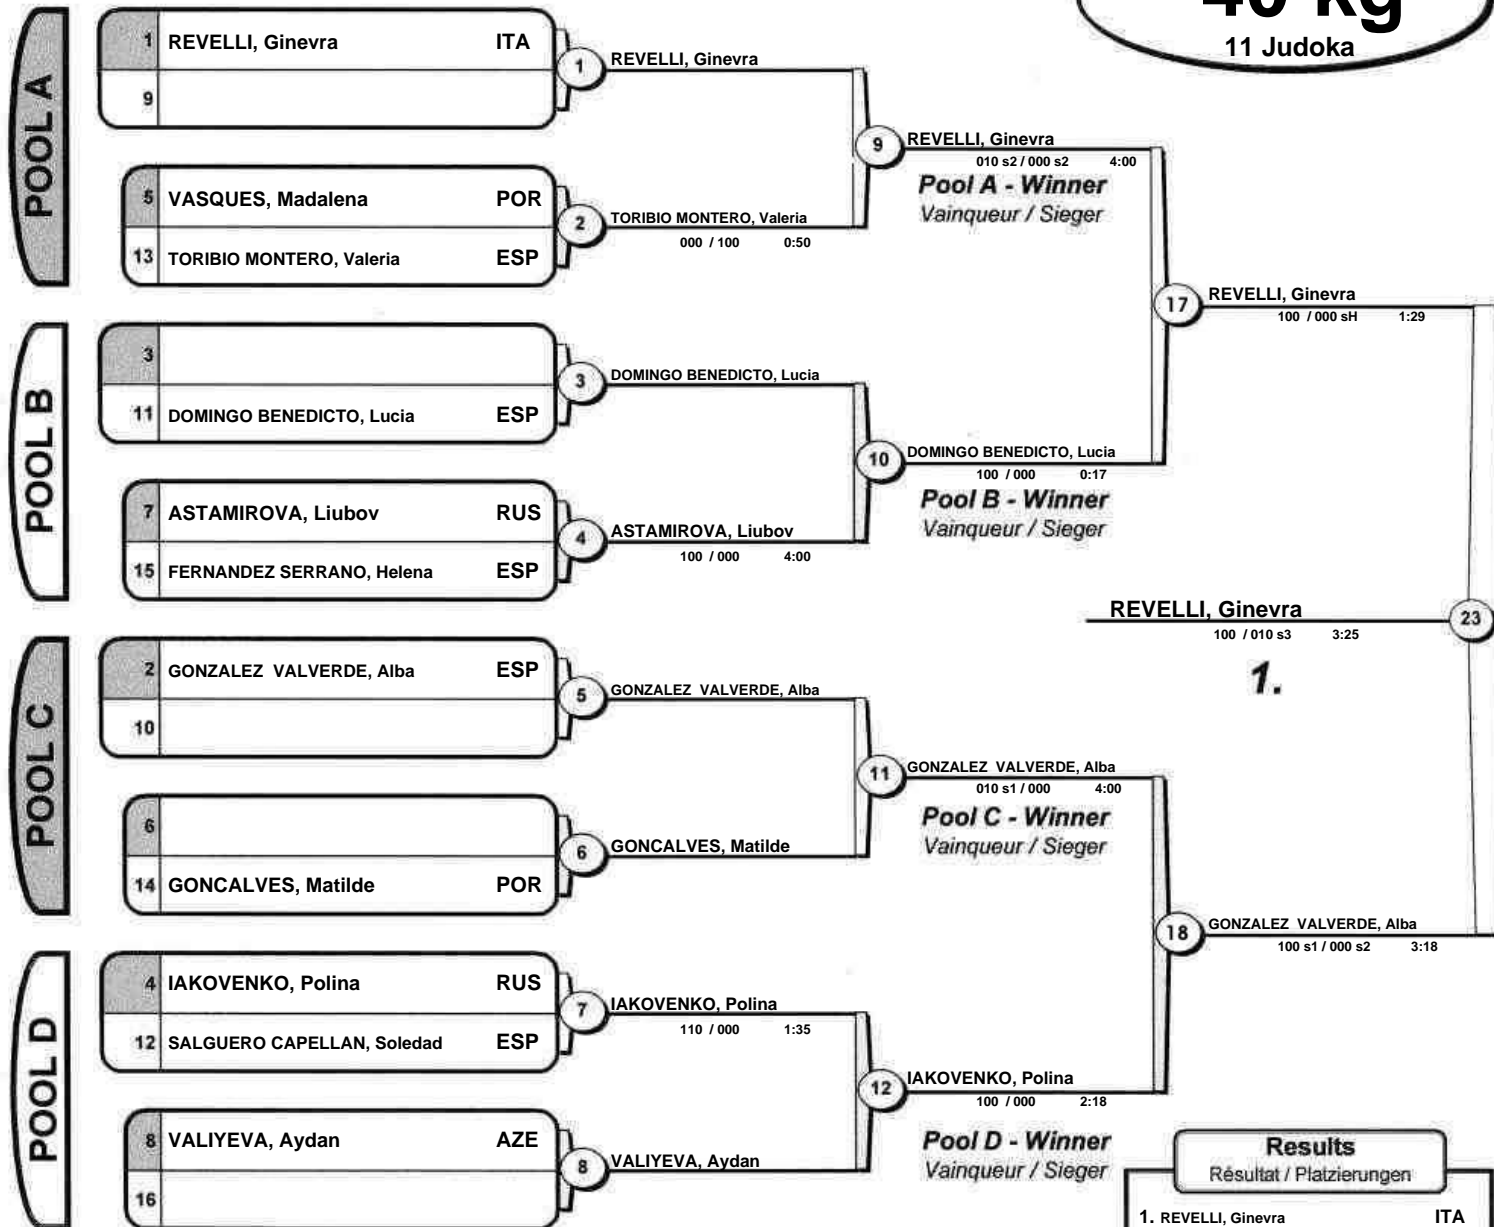 40 kg
11 Judoka
POOL A
1 REVELLI, Ginevra ITA
9
1 REVELLI, Ginevra
5 VASQUES, Madalena POR
13 TORIBIO MONTERO, Valeria ESP
2 TORIBIO MONTERO, Valeria
000 / 100 0:50
9 REVELLI, Ginevra
010 s2 / 000 s2 4:00
Pool A - Winner
Vainqueur / Sieger
POOL B
3
11 DOMINGO BENEDICTO, Lucia ESP
3 DOMINGO BENEDICTO, Lucia
7 ASTAMIROVA, Liubov RUS
15 FERNANDEZ SERRANO, Helena ESP
4 ASTAMIROVA, Liubov
100 / 000 4:00
10 DOMINGO BENEDICTO, Lucia
100 / 000 0:17
Pool B - Winner
Vainqueur / Sieger
17 REVELLI, Ginevra
100 / 000 sH 1:29
POOL C
2 GONZALEZ VALVERDE, Alba ESP
10
5 GONZALEZ VALVERDE, Alba
6
14 GONCALVES, Matilde POR
6 GONCALVES, Matilde
11 GONZALEZ VALVERDE, Alba
010 s1 / 000 4:00
Pool C - Winner
Vainqueur / Sieger
POOL D
4 IAKOVENKO, Polina RUS
12 SALGUERO CAPELLAN, Soledad ESP
7 IAKOVENKO, Polina
110 / 000 1:35
8 VALIYEVA, Aydan AZE
16
8 VALIYEVA, Aydan
12 IAKOVENKO, Polina
100 / 000 2:18
Pool D - Winner
Vainqueur / Sieger
18 GONZALEZ VALVERDE, Alba
100 s1 / 000 s2 3:18
REVELLI, Ginevra 23
100 / 010 s3 3:25
1.
Results
Résultat / Platzierungen
1. REVELLI, Ginevra ITA